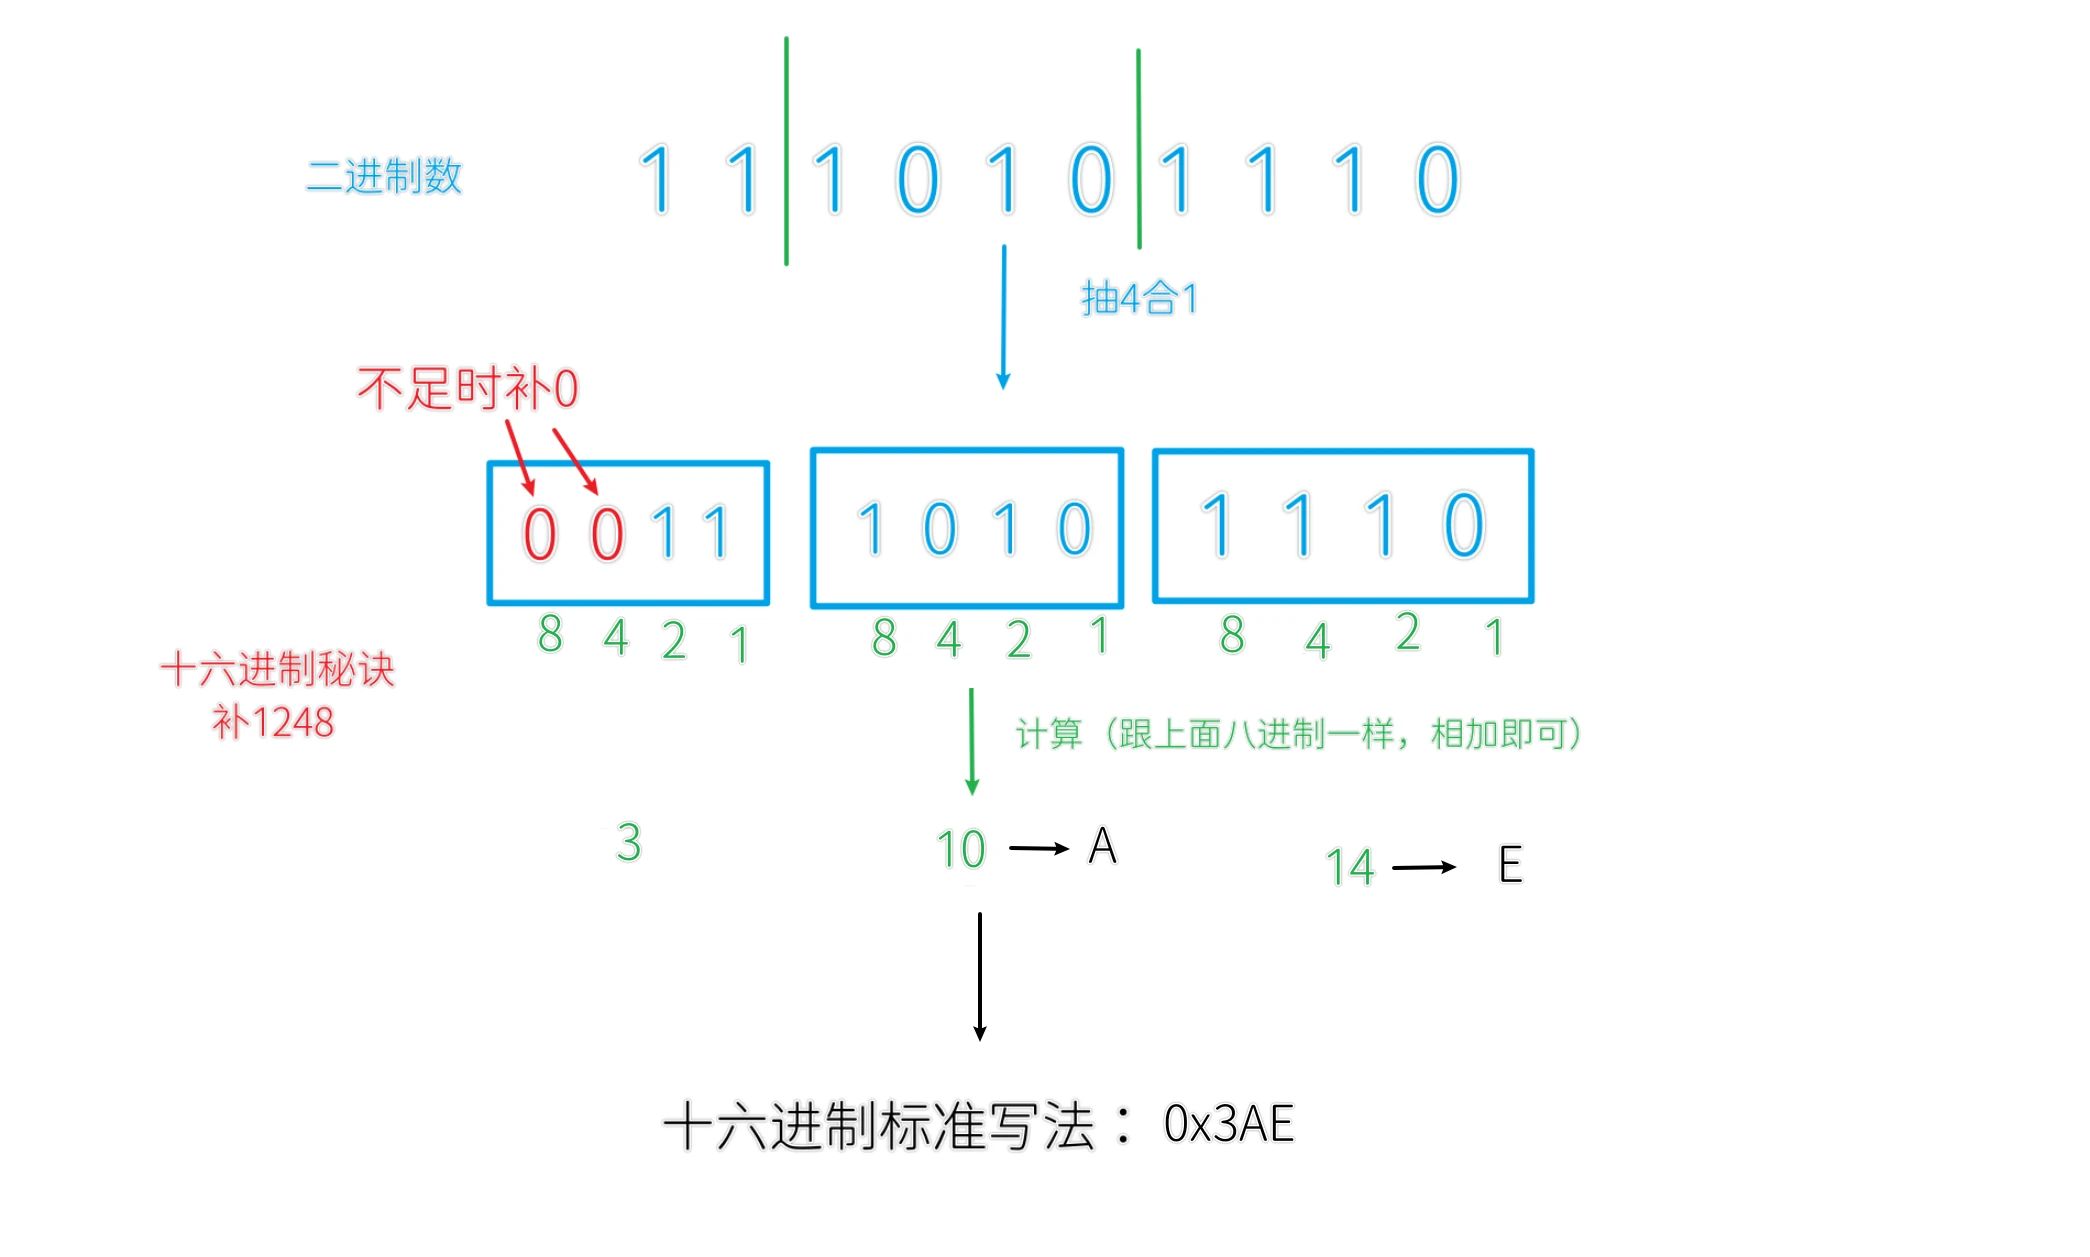 二进制数 1 1 1 0 1 0 1 1 1 0
抽4合1
不足时补0
0 0 1 1 1 0 1 0 1 1 1 0
8 4 2 1 8 4 2 1 8 4 2 1
十六进制秘诀
补1248
计算（跟上面八进制一样，相加即可）
3 10 A 14 E
十六进制标准写法：0x3AE